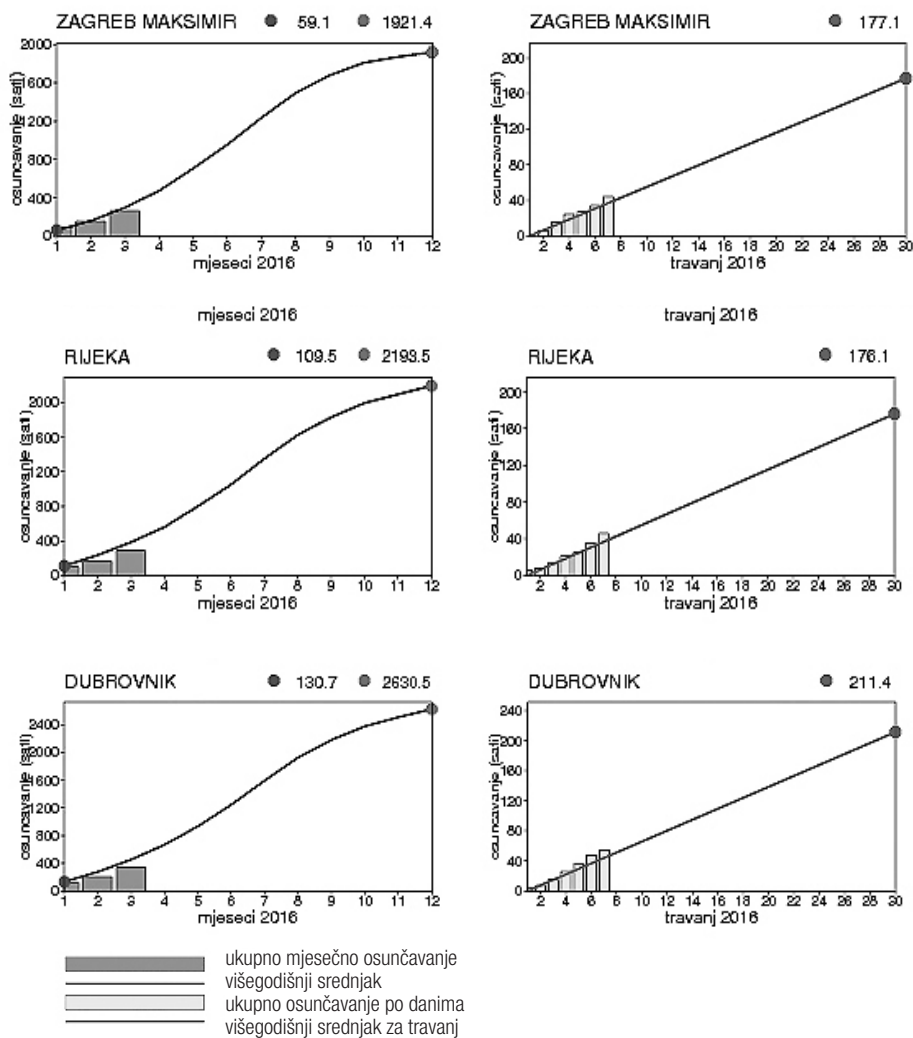 ZAGREB MAKSIMIR 59.1 1921.4
osuncavanje (sati)
2000
1600
1200
800
400
0
1 2 3 4 5 6 7 8 9 10 11 12
mjeseci 2016
177.1
osuncavanje (sati)
200
160
120
80
40
0
2 4 6 8 10 12 14 16 18 20 22 24 26 28 30
travanj 2016
mjeseci 2016
travanj 2016
RIJEKA 109.5 2193.5
osuncavanje (sati)
2000
1600
1200
800
400
0
1 2 3 4 5 6 7 8 9 10 11 12
mjeseci 2016
RIJEKA 176.1
osuncavanje (sati)
200
160
120
80
40
0
2 4 6 8 10 12 14 16 18 20 22 24 26 28 30
travanj 2016
DUBROVNIK 130.7 2630.5
osuncavanje (sati)
2400
2000
1600
1200
800
400
0
1 2 3 4 5 6 7 8 9 10 11 12
mjeseci 2016
DUBROVNIK 211.4
osuncavanje (sati)
240
200
160
120
80
40
0
2 4 6 8 10 12 14 16 18 20 22 24 26 28 30
travanj 2016
ukupno mjesečno osunčavanje
višegodišnji srednjak
ukupno osunčavanje po danima
višegodišnji srednjak za travanj